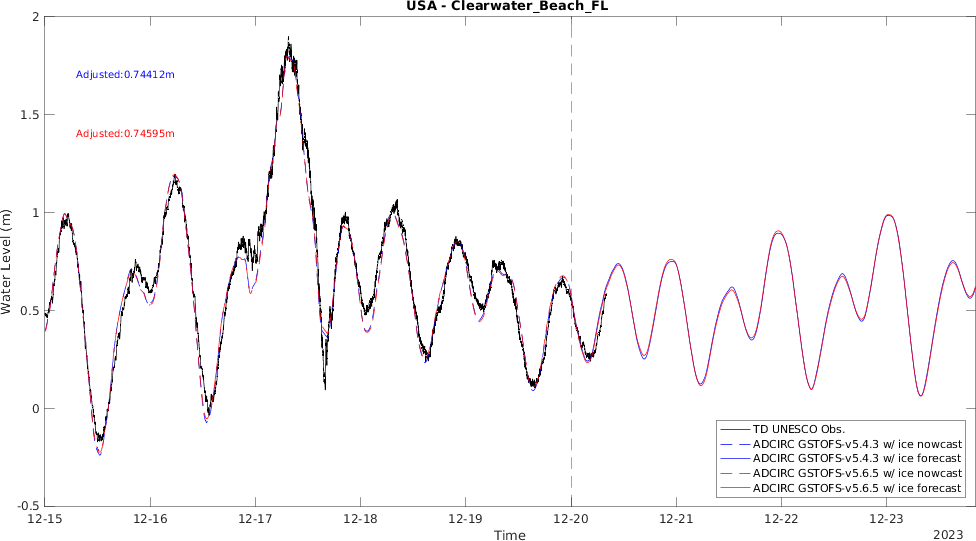 USA - Clearwater_Beach_FL
2
1.5
1
0.5
0
-0.5
Water Level (m)
Adjusted:0.74412m
Adjusted:0.74595m
TD UNESCO Obs.
ADCIRC GSTOFS-v5.4.3 w/ ice nowcast
ADCIRC GSTOFS-v5.4.3 w/ ice forecast
ADCIRC GSTOFS-v5.6.5 w/ ice nowcast
ADCIRC GSTOFS-v5.6.5 w/ ice forecast
12-15 12-16 12-17 12-18 12-19 12-20 12-21 12-22 12-23
Time
2023